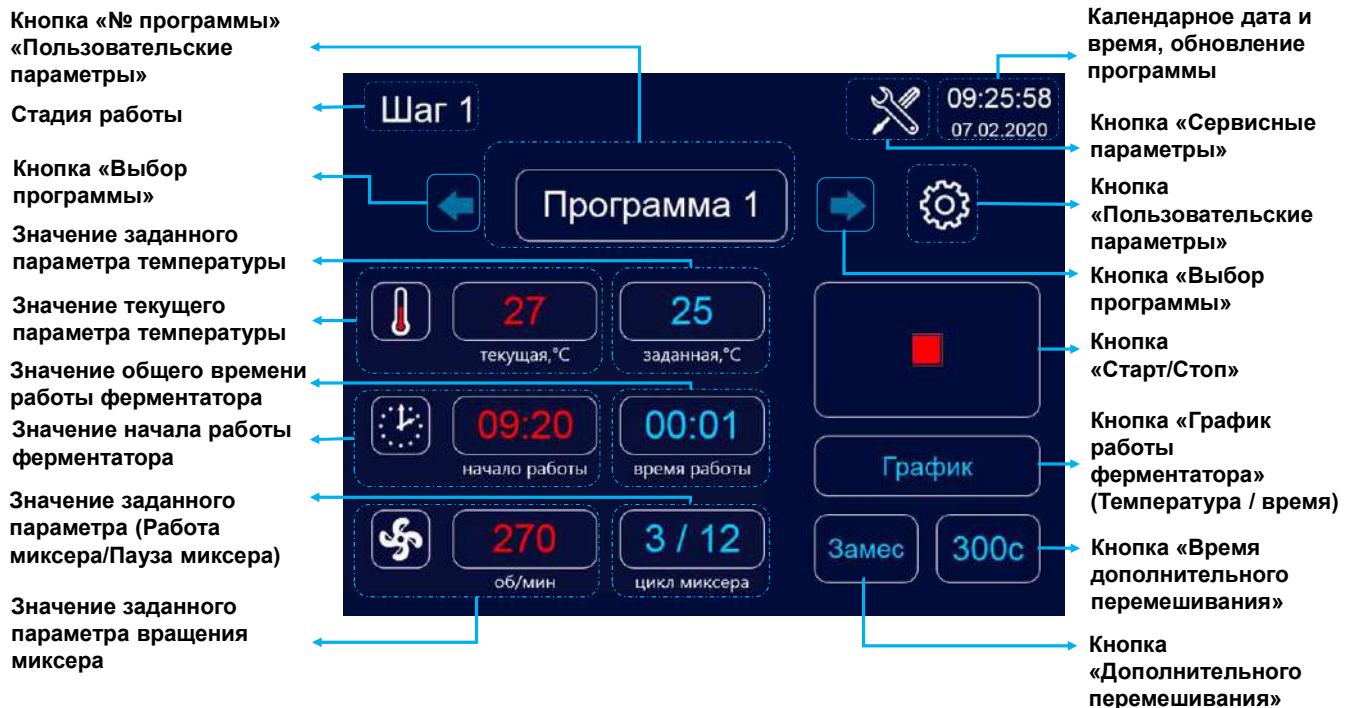 Кнопка «№ программы»
«Пользовательские
параметры»
Стадия работы
Кнопка «Выбор
программы»
Значение заданного
параметра температуры
Значение текущего
параметра температуры
Значение общего времени
работы ферментатора
Значение начала работы
ферментатора
Значение заданного
параметра (Работа
миксера/Пауза миксера)
Значение заданного
параметра вращения
миксера
Шаг 1
09:25:58
07.02.2020
Программа 1
27
текущая,°C
25
заданная,°C
09:20
начало работы
00:01
время работы
270
об/мин
3 / 12
цикл миксера
График
Замес
300с
Календарное дата и
время, обновление
программы
Кнопка «Сервисные
параметры»
Кнопка
«Пользовательские
параметры»
Кнопка «Выбор
программы»
Кнопка
«Старт/Стоп»
Кнопка «График
работы
ферментатора»
(Температура / время)
Кнопка «Время
дополнительного
перемешивания»
Кнопка
«Дополнительного
перемешивания»